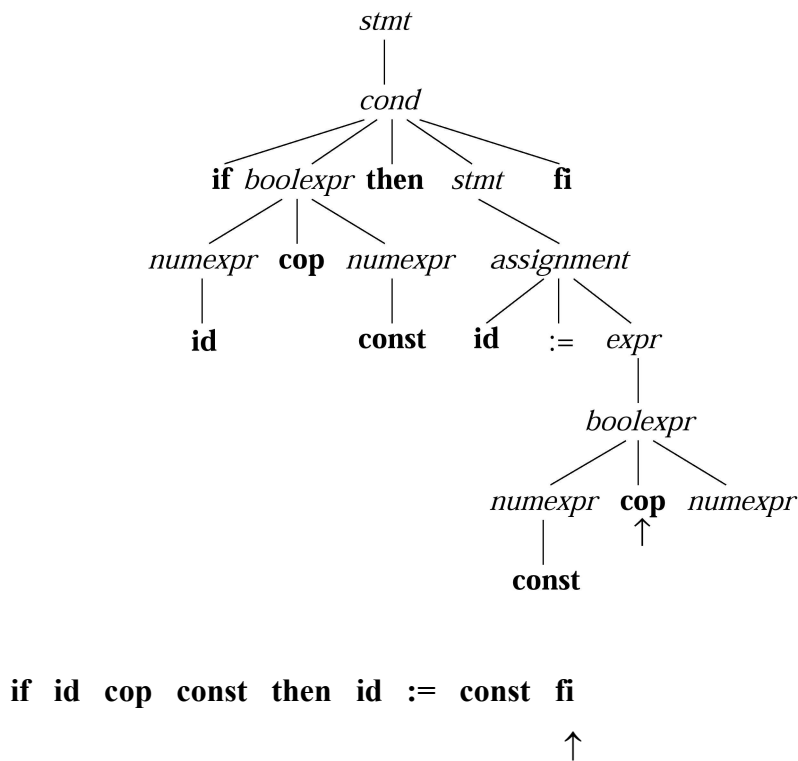 stmt
cond
if boolexpr then stmt fi
numexpr cop numexpr assignment
id const id := expr
boolexpr
numexpr cop numexpr
↑
const
if id cop const then id := const fi
↑